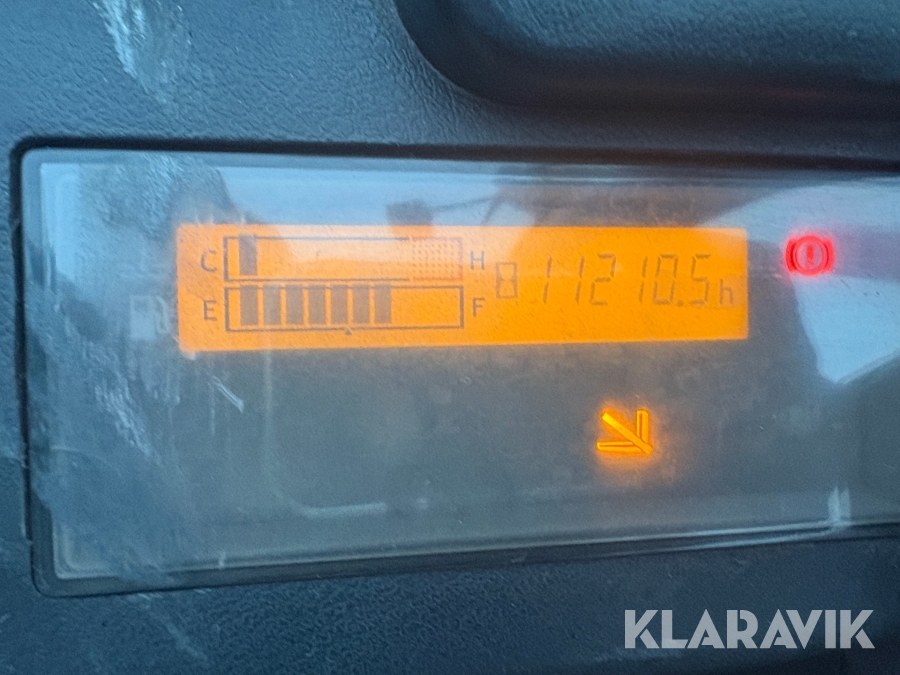 C H 11210.5h
E F
KLARAVIK